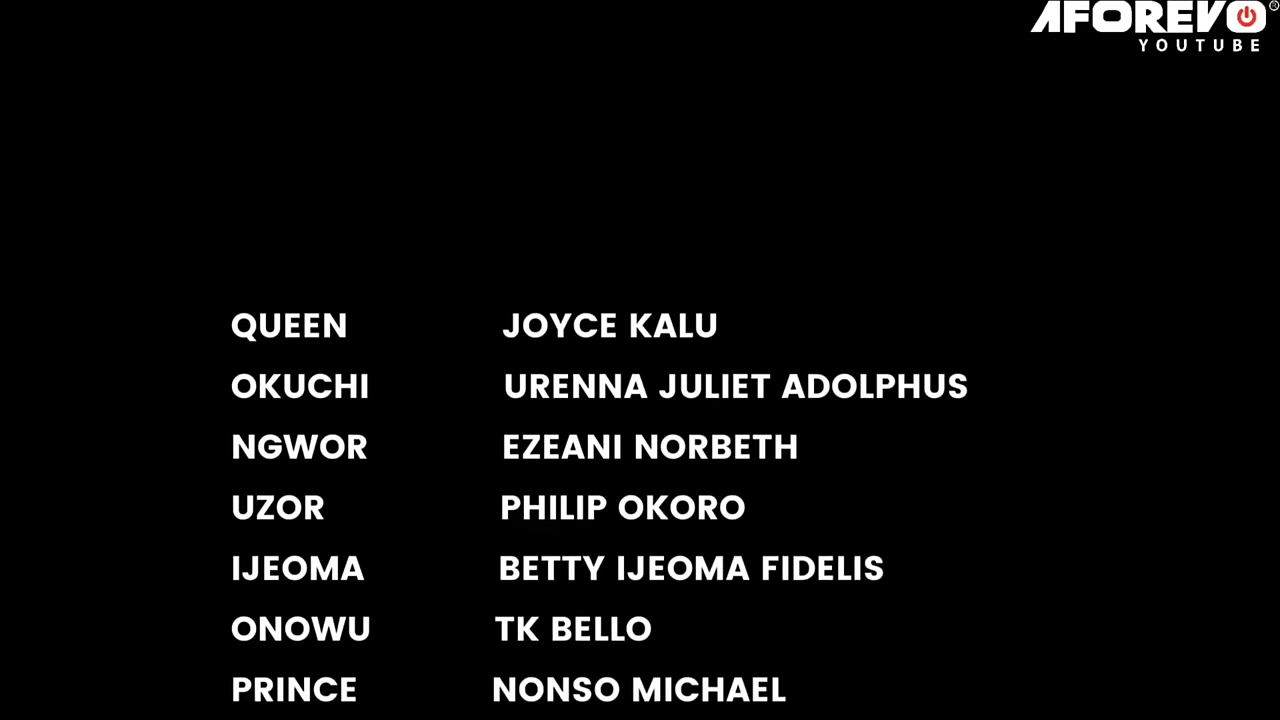 AFOREVO®
YOUTUBE
QUEEN JOYCE KALU
OKUCHI URENNA JULIET ADOLPHUS
NGWOR EZEANI NORBETH
UZOR PHILIP OKORO
IJEOMA BETTY IJEOMA FIDELIS
ONOWU TK BELLO
PRINCE NONSO MICHAEL